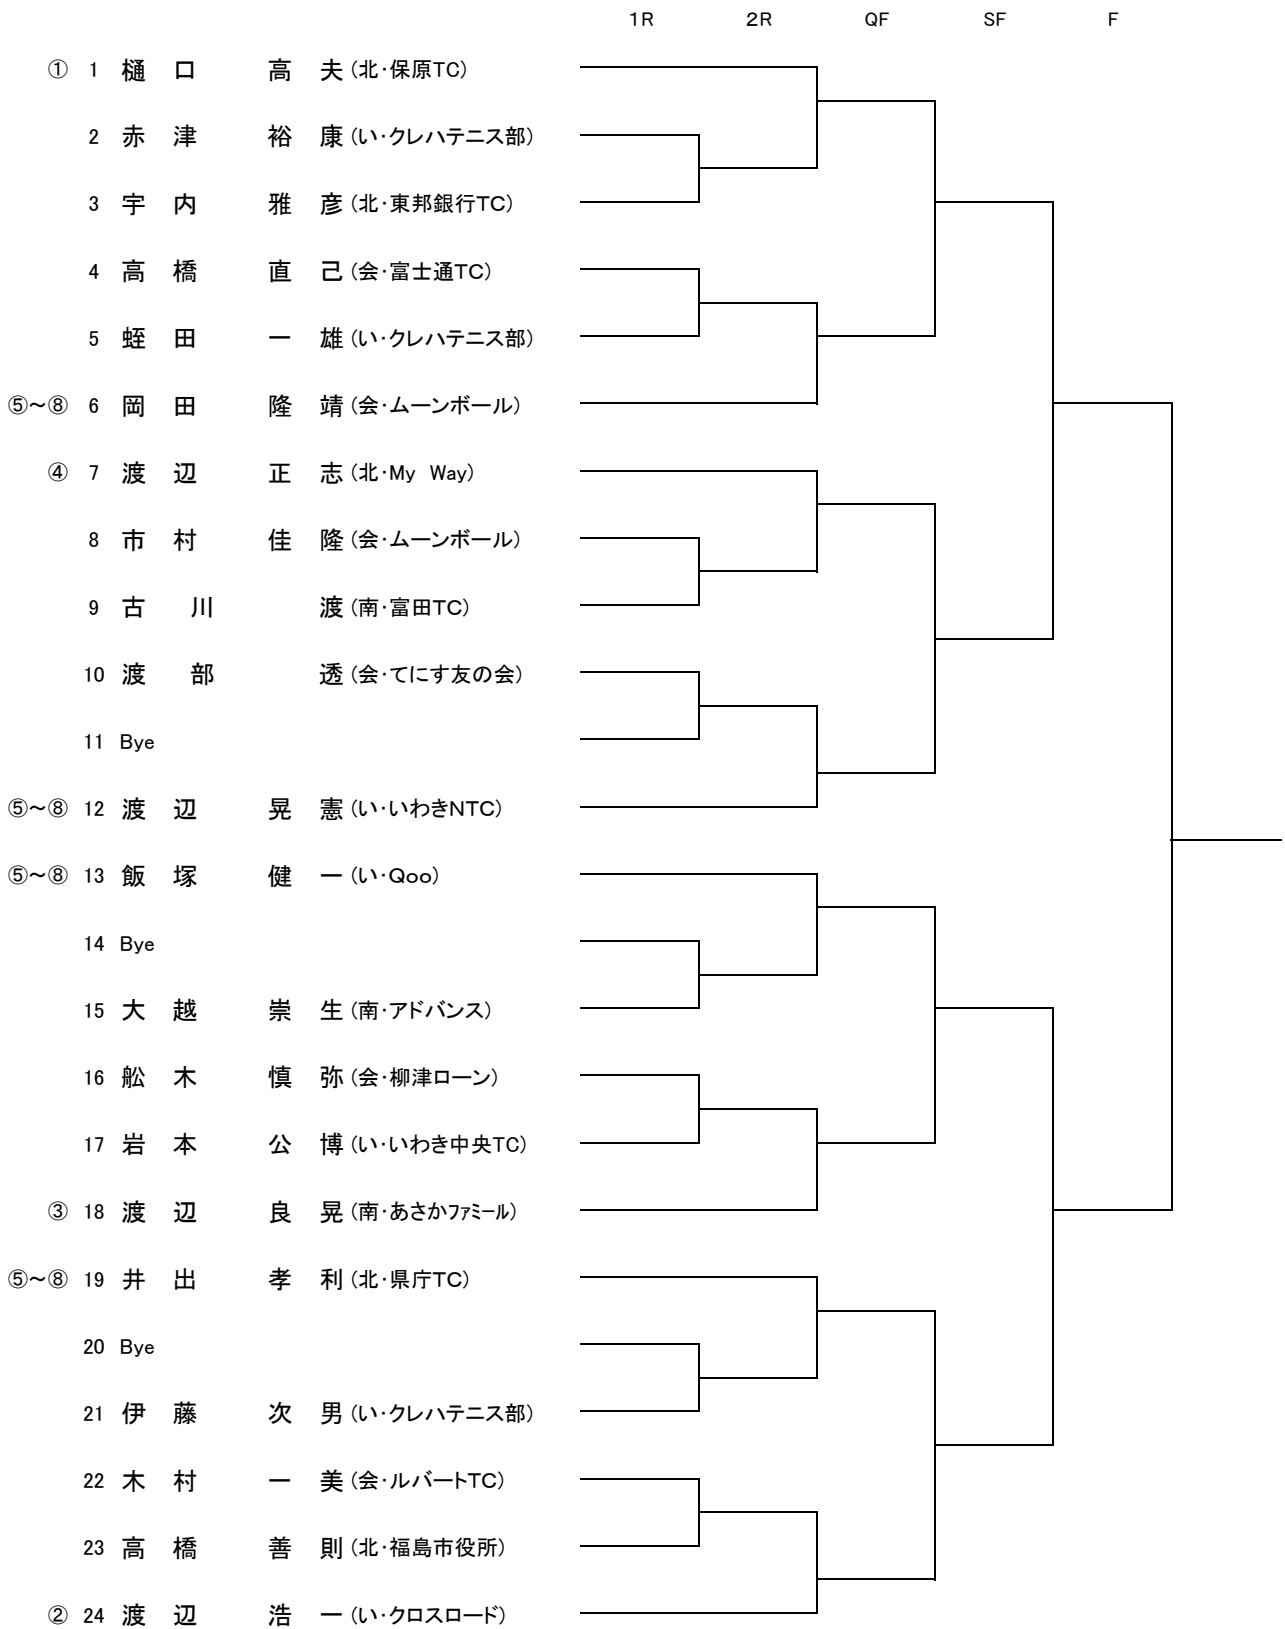 1R 2R QF SF F
① 1 樋口 高夫 (北･保原TC)
2 赤津 裕康 (い･クレハテニス部)
3 宇内 雅彦 (北･東邦銀行TC)
4 高橋 直己 (会･富士通TC)
5 蛭田 一雄 (い･クレハテニス部)
⑤～⑧ 6 岡田 隆靖 (会･ムーンボール)
④ 7 渡辺 正志 (北･My Way)
8 市村 佳隆 (会･ムーンボール)
9 古川 渡 (南･富田TC)
10 渡部 透 (会･てにす友の会)
11 Bye
⑤～⑧ 12 渡辺 晃憲 (い･いわきNTC)
⑤～⑧ 13 飯塚 健一 (い･Qoo)
14 Bye
15 大越 崇生 (南･アドバンス)
16 舩木 慎弥 (会･柳津ローン)
17 岩本 公博 (い･いわき中央TC)
③ 18 渡辺 良晃 (南･あさかファミール)
⑤～⑧ 19 井出 孝利 (北･県庁TC)
20 Bye
21 伊藤 次男 (い･クレハテニス部)
22 木村 一美 (会･ルバートTC)
23 高橋 善則 (北･福島市役所)
② 24 渡辺 浩一 (い･クロスロード)